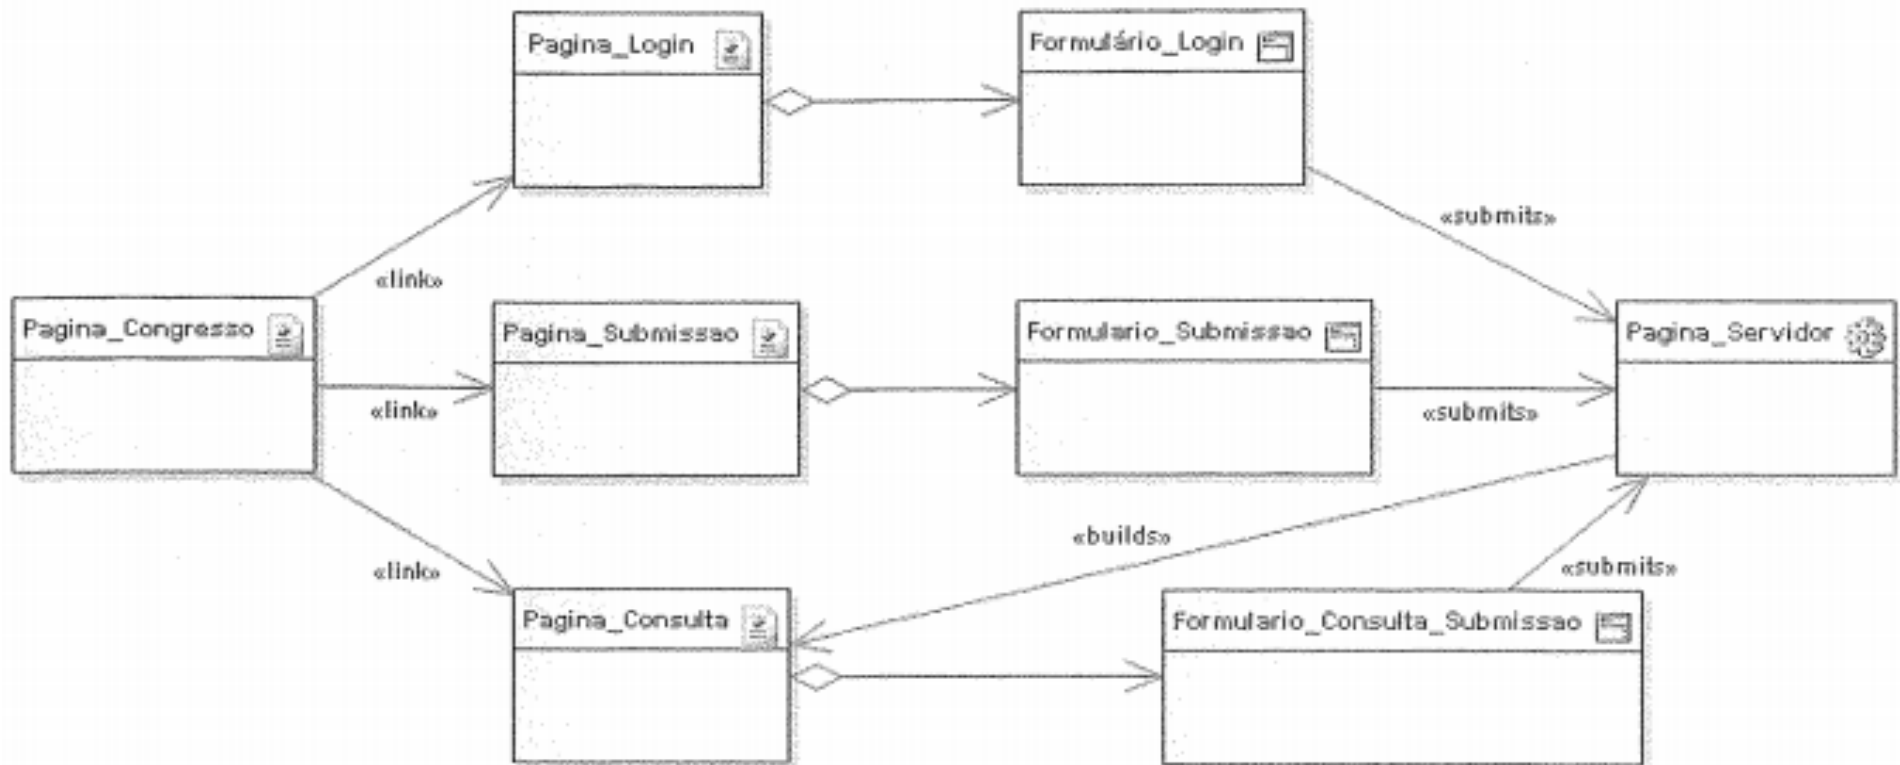 Pagina_Login
Formulário_Login
«submits»
«link»
Pagina_Congresso
Pagina_Submissao
Formulario_Submissao
Pagina_Servidor
«link»
«submits»
«builds»
«link»
«submits»
Pagina_Consulta
Formulario_Consulta_Submissao